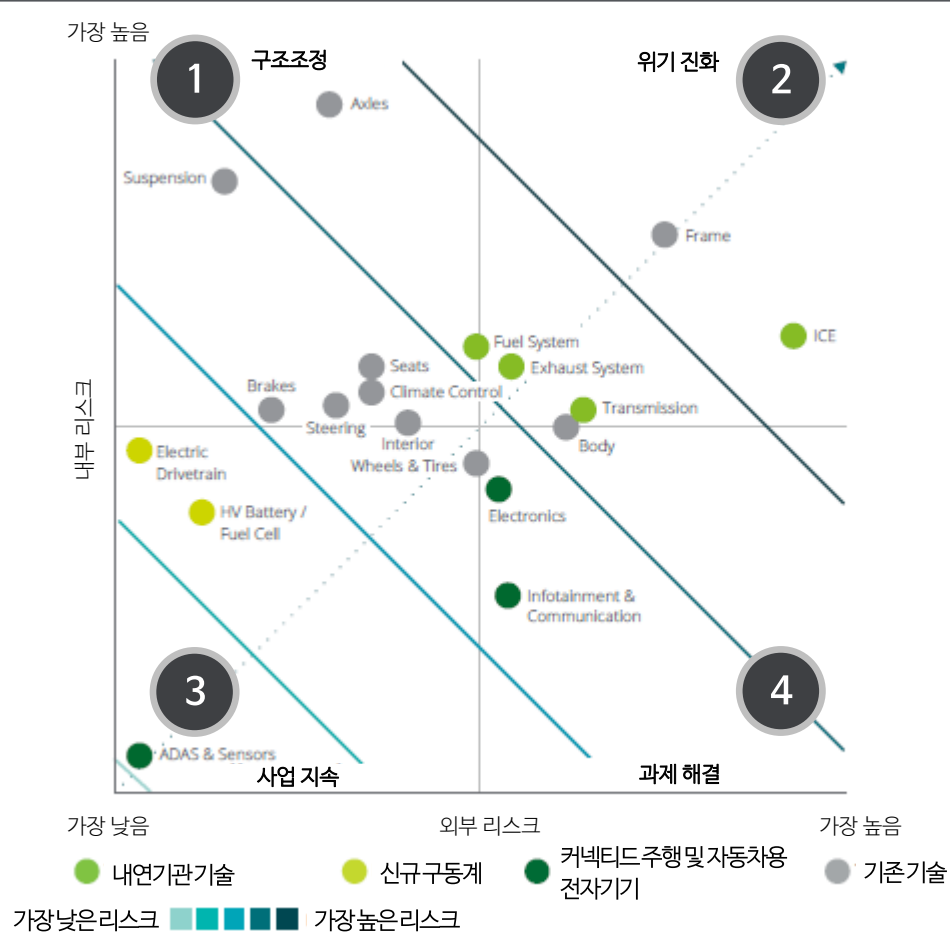 가장 높음
1
구조조정
위기 진화
2
Axles
Suspension
Frame
ICE
Fuel System
Exhaust System
Seats
Climate Control
Brakes
Steering
Transmission
Interior
Body
Wheels & Tires
Electric
Drivetrain
HV Battery /
Fuel Cell
Electronics
Infotainment &
Communication
내부 리스크
3
4
ADAS & Sensors
사업 지속
과제 해결
가장 낮음
외부 리스크
가장 높음
내연기관 기술
신규 구동계
커넥티드 주행 및 자동차용
전자기기
기존 기술
가장 낮은 리스크
가장 높은 리스크